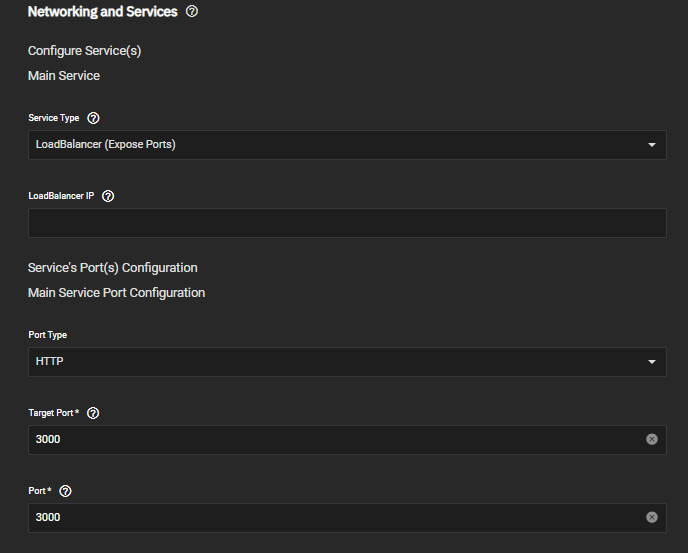 Networking and Services
Configure Service(s)
Main Service
Service Type
LoadBalancer (Expose Ports)
LoadBalancer IP
Service's Port(s) Configuration
Main Service Port Configuration
Port Type
HTTP
Target Port *
3000
Port *
3000